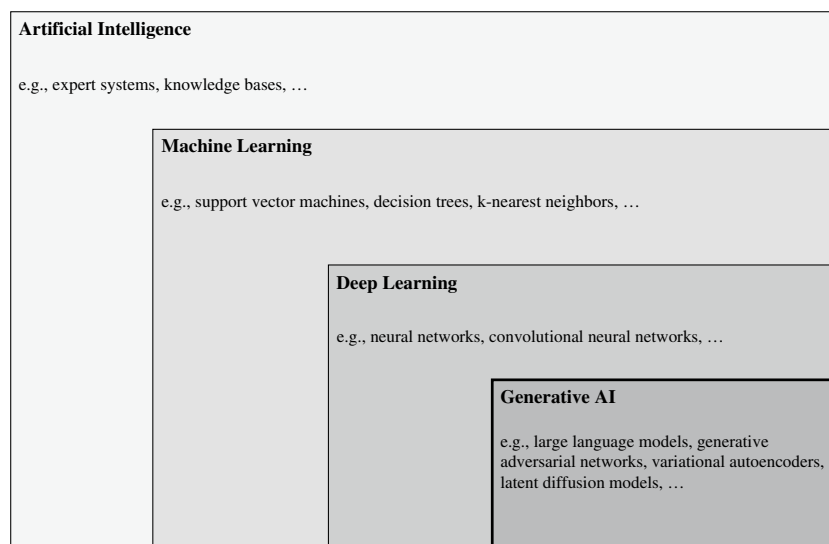 Artificial Intelligence
e.g., expert systems, knowledge bases, …
Machine Learning
e.g., support vector machines, decision trees, k-nearest neighbors, …
Deep Learning
e.g., neural networks, convolutional neural networks, …
Generative AI
e.g., large language models, generative
adversarial networks, variational autoencoders,
latent diffusion models, …